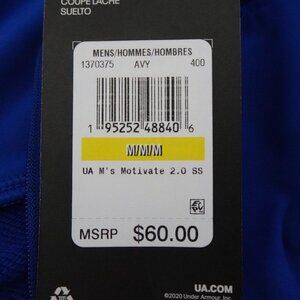 COUPE LÂCHE
SUELTO
MENS/HOMMES/HOMBRES
1370375 AVY 400
1 95252 48840 6
M/M/M
UA M's Motivate 2.0 SS
MSRP $60.00
UA.COM
©2020 Under Armour, Inc.